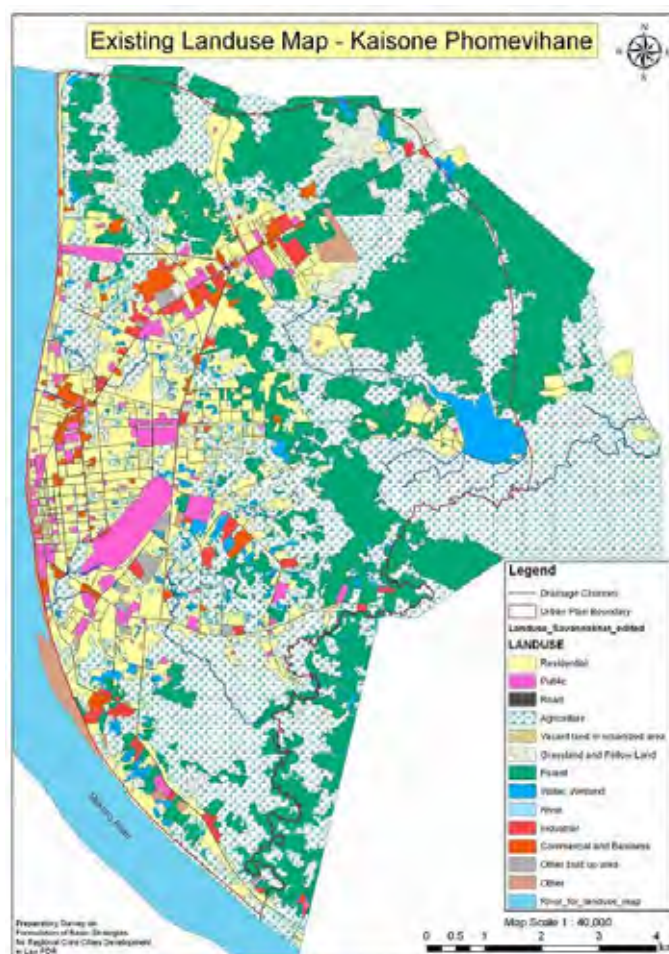 Existing Landuse Map - Kaisone Phomevihane
N
Mekong River
Legend
Drainage Channel
Urban Plan Boundary
Landuse_Savannakhet_edited
LANDUSE
Residential
Public
Road
Agriculture
Vacant land in urbanized area
Grassland and Fallow Land
Forest
Water, Wetland
River
Industrial
Commercial and Business
Other built up area
Other
River_for_landuse_map
Map Scale 1 : 40,000
0 0.5 1 2 3 4
Preparatory Survey on
Formulation of Basic Strategies
for Regional Core Cities Development
in Lao PDR